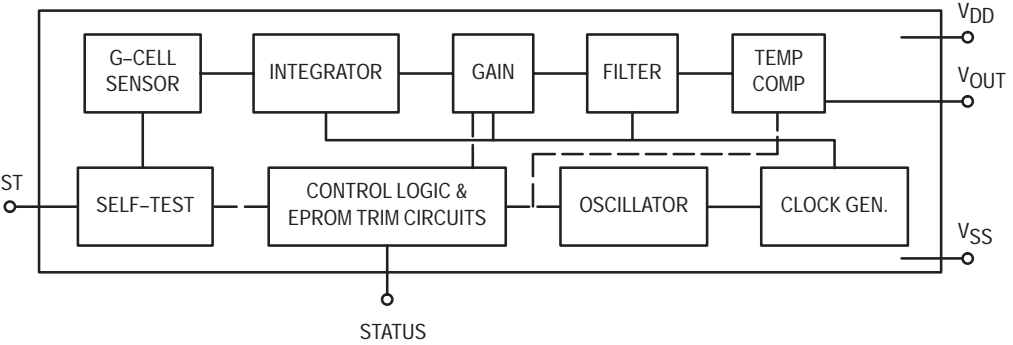 VDD
G–CELL
SENSOR
INTEGRATOR
GAIN
FILTER
TEMP
COMP
VOUT
ST
SELF–TEST
CONTROL LOGIC &
EPROM TRIM CIRCUITS
OSCILLATOR
CLOCK GEN.
VSS
STATUS